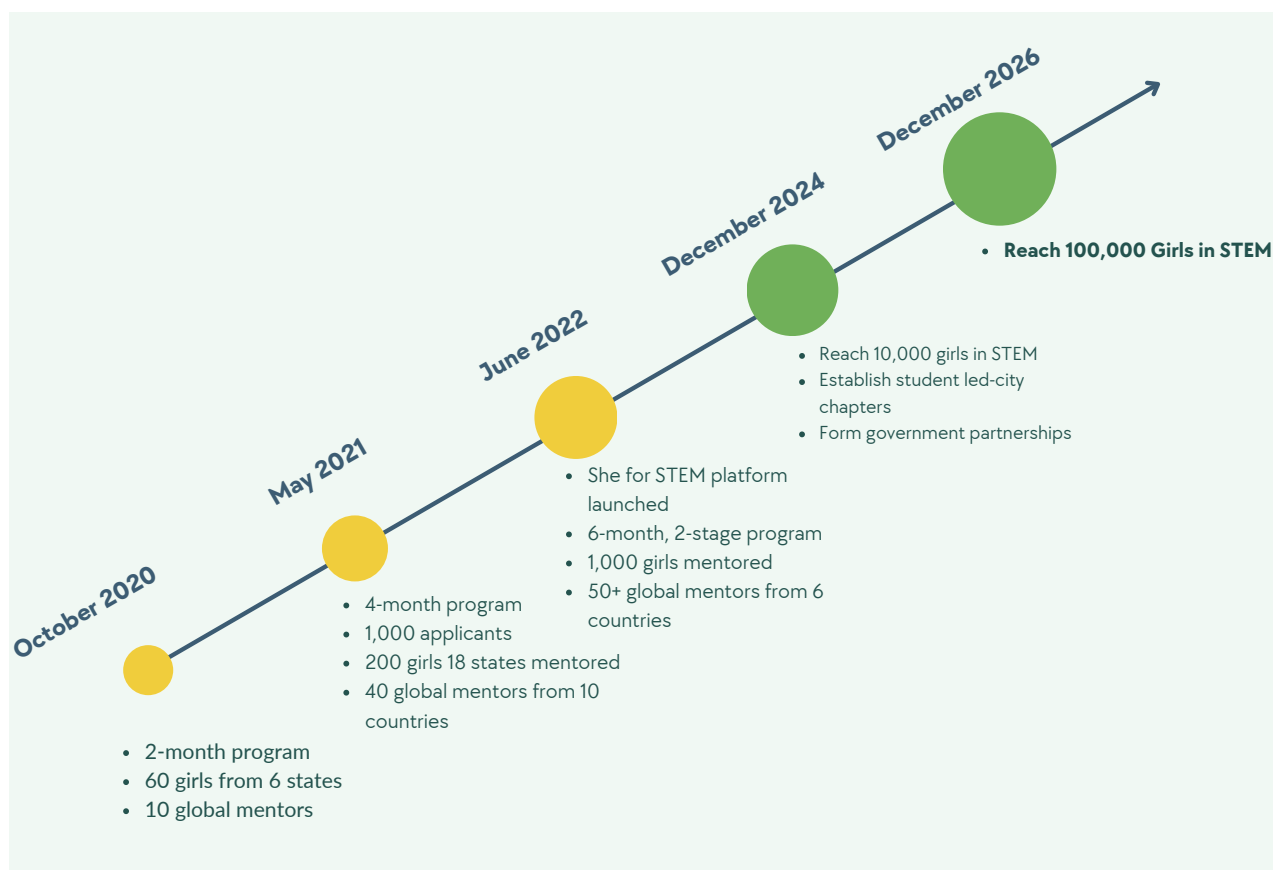 October 2020
• 2-month program
• 60 girls from 6 states
• 10 global mentors
May 2021
• 4-month program
• 1,000 applicants
• 200 girls 18 states mentored
• 40 global mentors from 10
countries
June 2022
• She for STEM platform
launched
• 6-month, 2-stage program
• 1,000 girls mentored
• 50+ global mentors from 6
countries
December 2024
• Reach 10,000 girls in STEM
• Establish student led-city
chapters
• Form government partnerships
December 2026
• Reach 100,000 Girls in STEM